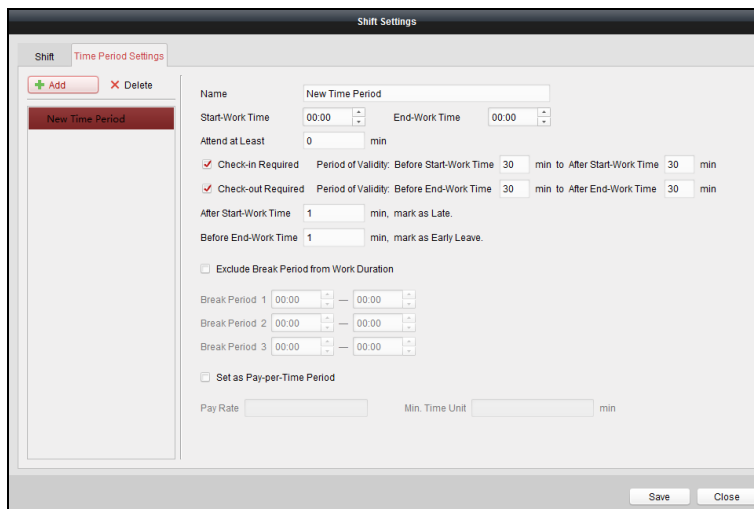 Shift Settings
Shift Time Period Settings
Add Delete
New Time Period
Name New Time Period
Start-Work Time 00:00 End-Work Time 00:00
Attend at Least 0 min
Check-in Required Period of Validity: Before Start-Work Time 30 min to After Start-Work Time 30 min
Check-out Required Period of Validity: Before End-Work Time 30 min to After End-Work Time 30 min
After Start-Work Time 1 min, mark as Late.
Before End-Work Time 1 min, mark as Early Leave.
Exclude Break Period from Work Duration
Break Period 1 00:00 — 00:00
Break Period 2 00:00 — 00:00
Break Period 3 00:00 — 00:00
Set as Pay-per-Time Period
Pay Rate Min. Time Unit min
Save Close